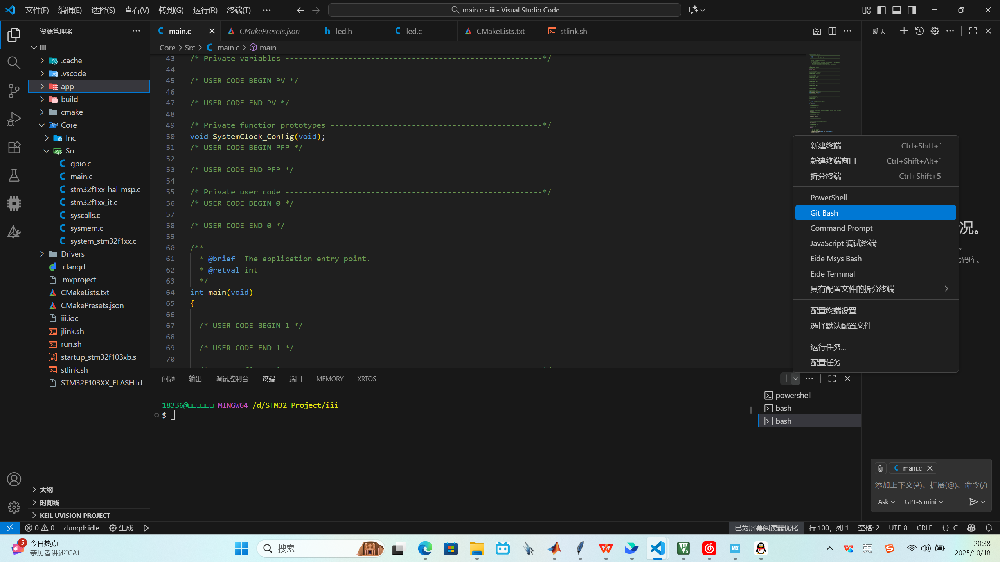 文件(F) 编辑(E) 选择(S) 查看(V) 转到(G) 运行(R) 终端(T) ··· main.c - iii - Visual Studio Code
资源管理器
III
.cache
.vscode
app
build
cmake
Core
Inc
Src
gpio.c
main.c
stm32f1xx_hal_msp.c
stm32f1xx_it.c
syscalls.c
sysmem.c
system_stm32f1xx.c
Drivers
.clangd
.mxproject
CMakeLists.txt
CMakePresets.json
iii.ioc
jlink.sh
run.sh
startup_stm32f103xb.s
stlink.sh
STM32F103XX_FLASH.ld
大纲
时间线
KEIL UVISION PROJECT
main.c CMakePresets.json led.h led.c CMakeLists.txt stlink.sh
Core > Src > main.c > main
43 /* Private variables ---------------------------------------------------------*/
44
45 /* USER CODE BEGIN PV */
46
47 /* USER CODE END PV */
48
49 /* Private function prototypes -----------------------------------------------*/
50 void SystemClock_Config(void);
51 /* USER CODE BEGIN PFP */
52
53 /* USER CODE END PFP */
54
55 /* Private user code ---------------------------------------------------------*/
56 /* USER CODE BEGIN 0 */
57
58 /* USER CODE END 0 */
59
60 /**
61 * @brief  The application entry point.
62 * @retval int
63 */
64 int main(void)
65 {
66
67 /* USER CODE BEGIN 1 */
68
69 /* USER CODE END 1 */
70
新建终端 Ctrl+Shift+`
新建终端窗口 Ctrl+Shift+Alt+`
拆分终端 Ctrl+Shift+5
PowerShell
Git Bash
Command Prompt
JavaScript 调试终端
Eide Msys Bash
Eide Terminal
具有配置文件的拆分终端
配置终端设置
选择默认配置文件
运行任务...
配置任务
问题 输出 调试控制台 终端 端口 MEMORY XRTOS
18336@□□□□□□ MINGW64 /d/STM32 Project/iii
$
powershell
bash
bash
聊天
况。
。
码库。
main.c
添加上下文(#)、扩展(@)、命令(/)
Ask GPT-5 mini
0 0 clangd: idle 生成 已为屏幕阅读器优化 行 100，列 1 空格: 2 UTF-8 CRLF {} C
5
今日热点
亲历者讲述“CA1...
搜索
MX
英
20:38
2025/10/18